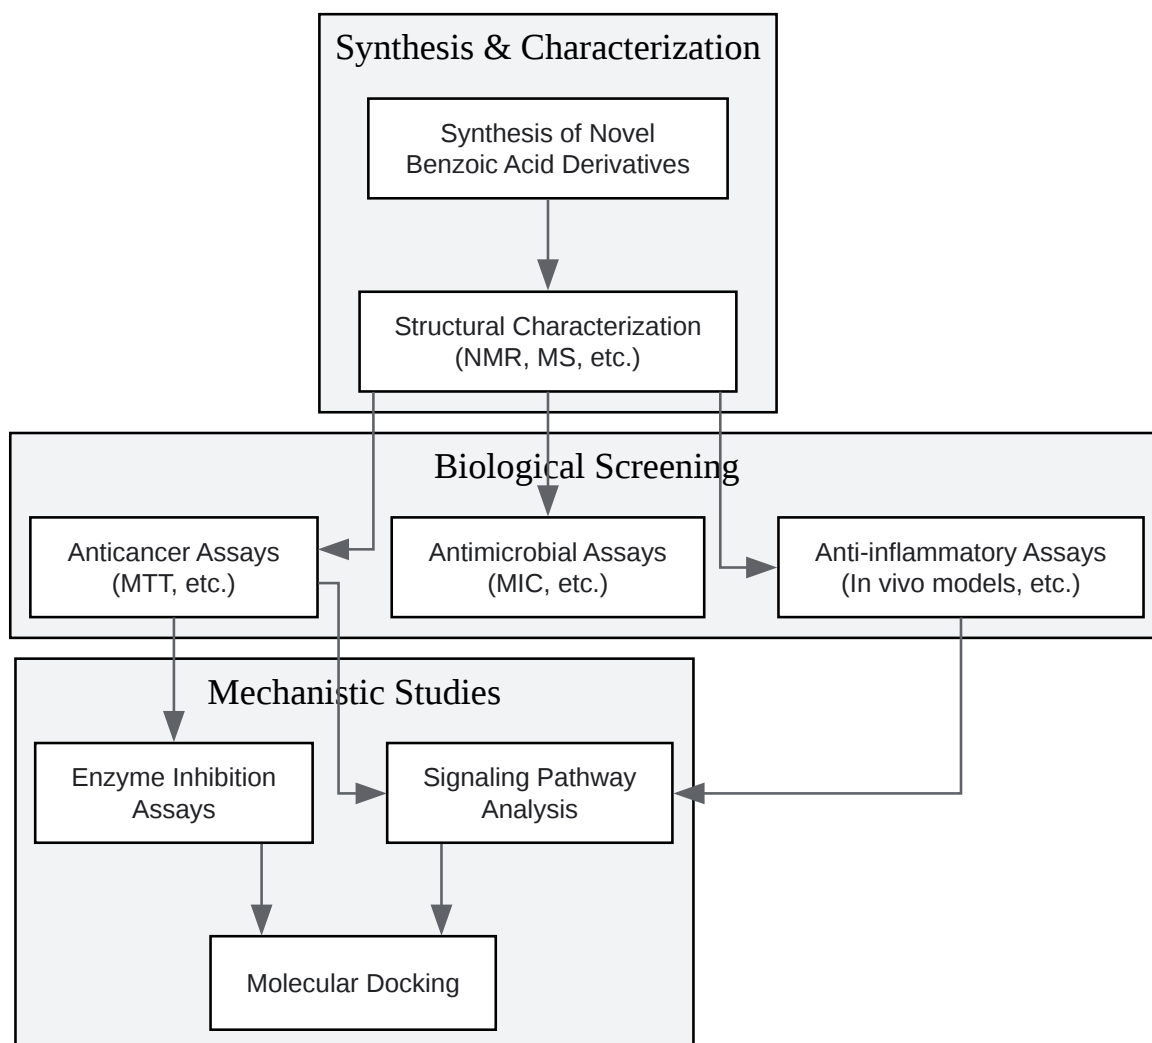 Synthesis & Characterization
Synthesis of Novel
Benzoic Acid Derivatives
Structural Characterization
(NMR, MS, etc.)
Biological Screening
Anticancer Assays
(MTT, etc.)
Antimicrobial Assays
(MIC, etc.)
Anti-inflammatory Assays
(In vivo models, etc.)
Mechanistic Studies
Enzyme Inhibition
Assays
Signaling Pathway
Analysis
Molecular Docking